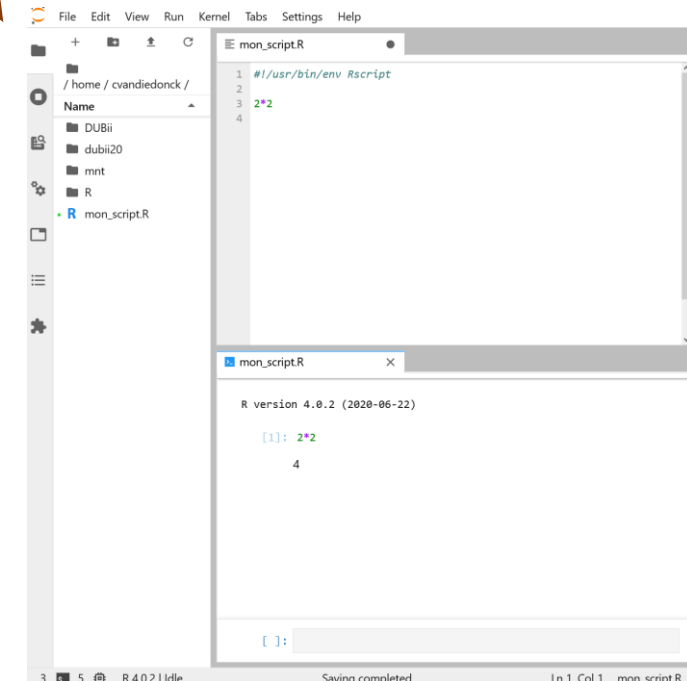 File Edit View Run Kernel Tabs Settings Help
mon_script.R
/ home / cvandiedonck /
Name
DUBii
dubii20
mnt
R
R mon_script.R
1 #!/usr/bin/env Rscript
2
3 2*2
4
mon_script.R
R version 4.0.2 (2020-06-22)
[1]: 2*2
4
[ ]:
3 5 R 4.0.2 | Idle Saving completed Ln 1, Col 1 mon_script.R